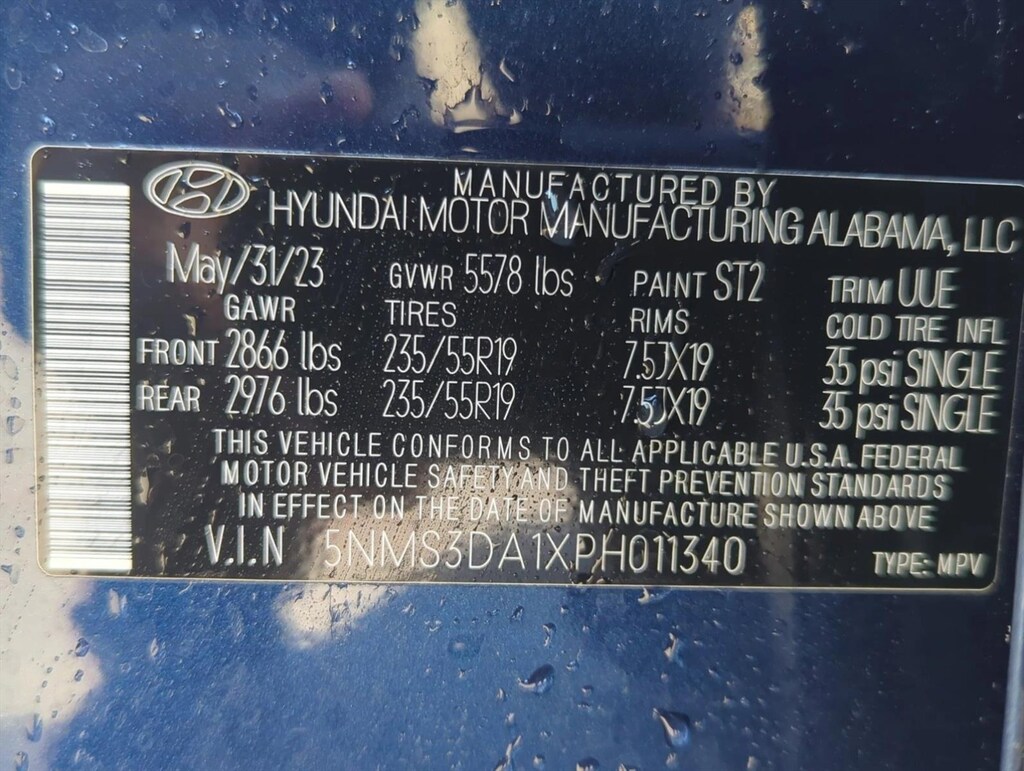 MANUFACTURED BY
HYUNDAI MOTOR MANUFACTURING ALABAMA, LLC
May/31/23 GVWR 5578 lbs PAINT ST2 TRIM UUE
GAWR TIRES RIMS COLD TIRE INFL
FRONT 2866 lbs 235/55R19 7.5JX19 35 psi SINGLE
REAR 2976 lbs 235/55R19 7.5JX19 35 psi SINGLE
THIS VEHICLE CONFORMS TO ALL APPLICABLE U.S.A. FEDERAL
MOTOR VEHICLE SAFETY AND THEFT PREVENTION STANDARDS
IN EFFECT ON THE DATE OF MANUFACTURE SHOWN ABOVE
V.I.N 5NMS3DA1XPH011340 TYPE: MPV